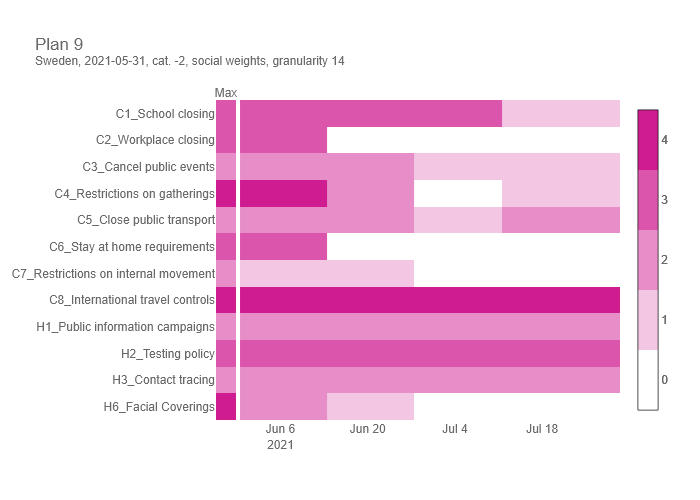 Plan 9
Sweden, 2021-05-31, cat. -2, social weights, granularity 14
Max
C1_School closing
C2_Workplace closing
C3_Cancel public events
C4_Restrictions on gatherings
C5_Close public transport
C6_Stay at home requirements
C7_Restrictions on internal movement
C8_International travel controls
H1_Public information campaigns
H2_Testing policy
H3_Contact tracing
H6_Facial Coverings
Jun 6 Jun 20 Jul 4 Jul 18
2021
4
3
2
1
0